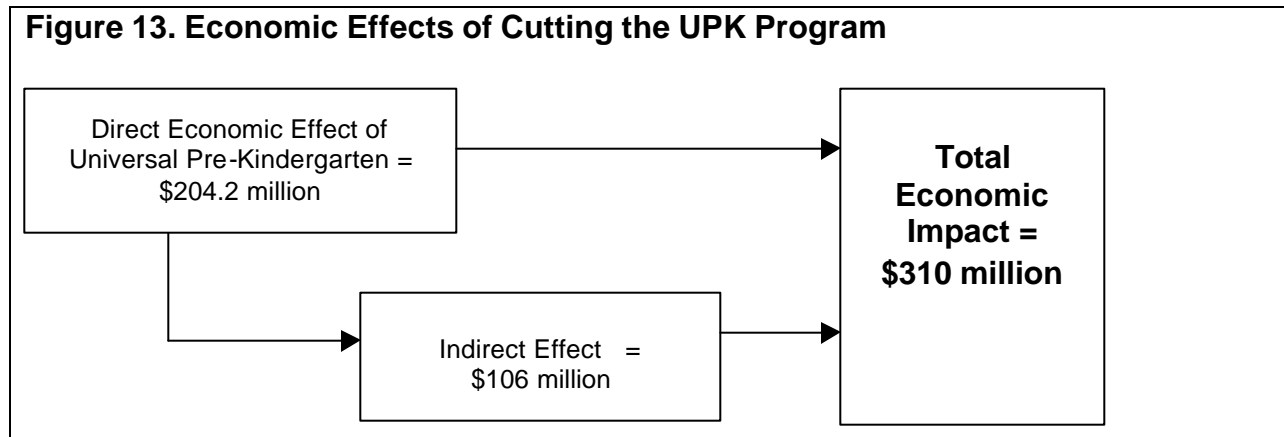 Figure 13. Economic Effects of Cutting the UPK Program
Direct Economic Effect of
Universal Pre-Kindergarten =
$204.2 million
Total
Economic
Impact =
$310 million
Indirect Effect =
$106 million